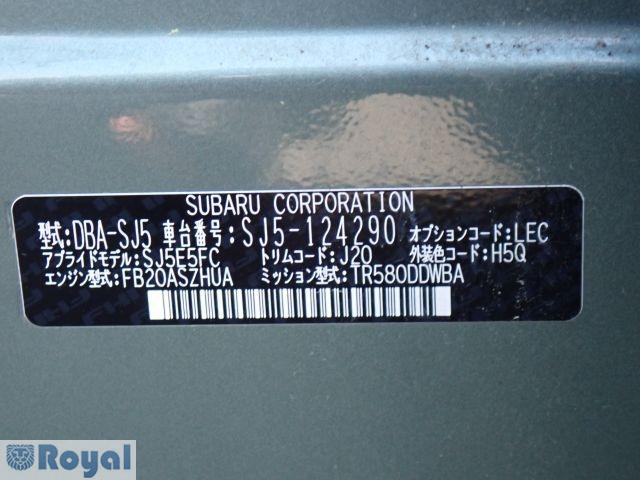 SUBARU CORPORATION
型式:DBA-SJ5 車台番号:SJ5-124290 オプションコード:LEC
アプライドモデル:SJ5E5FC トリムコード:J20 外装色コード:H5Q
エンジン型式:FB20ASZHUA ミッション型式:TR580DDWBA
Royal